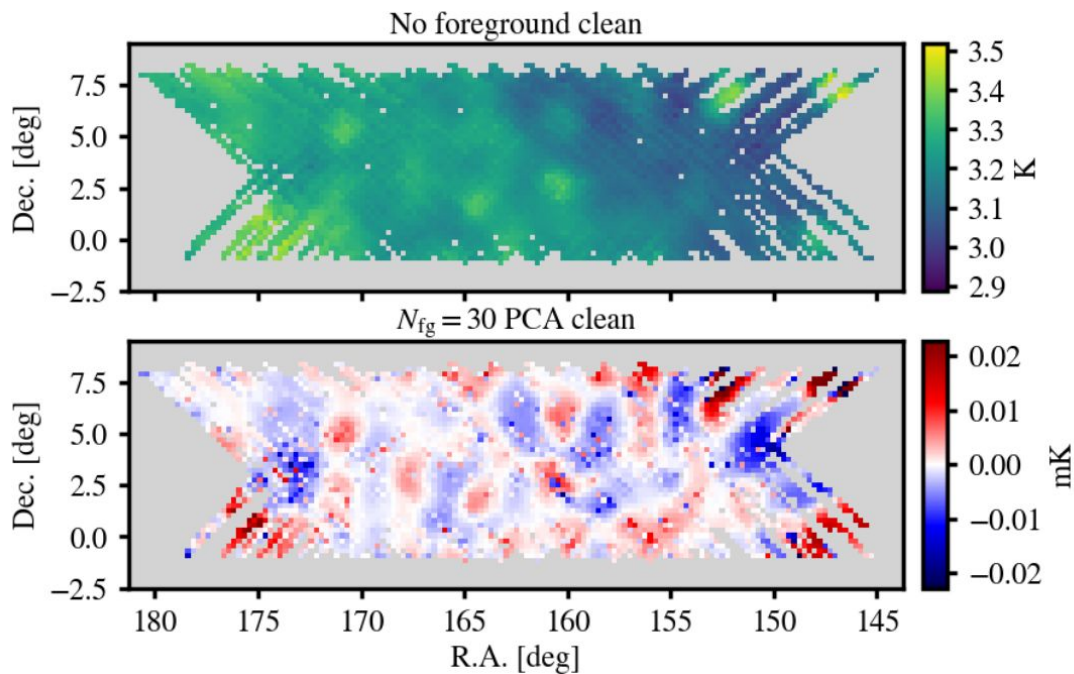 No foreground clean
7.5
5.0
2.5
0.0
−2.5
Dec. [deg]
3.5
3.4
3.3
3.2
3.1
3.0
2.9
K
N_fg = 30 PCA clean
7.5
5.0
2.5
0.0
−2.5
Dec. [deg]
0.02
0.01
0.00
−0.01
−0.02
mK
180 175 170 165 160 155 150 145
R.A. [deg]